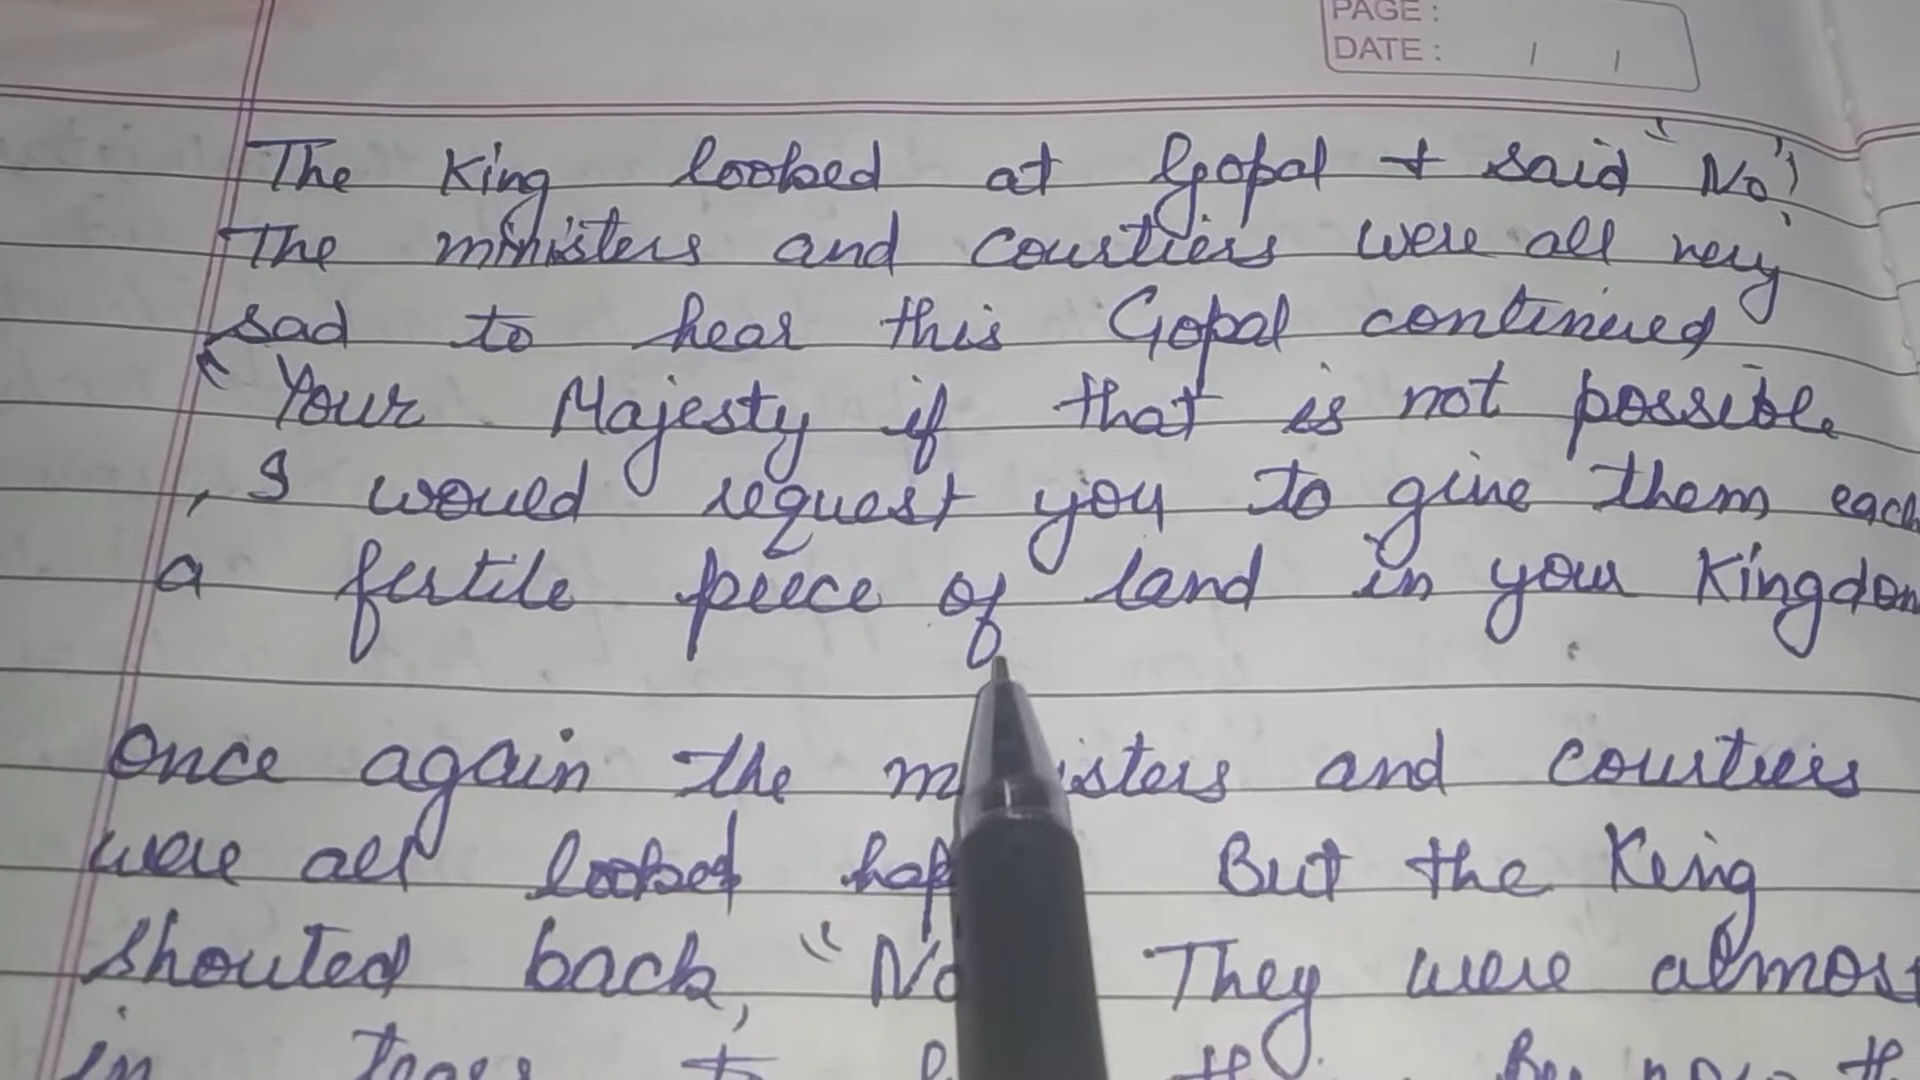 PAGE :
DATE : / /
The King looked at Gopal + said "No"
The ministers and courtiers were all very
sad to hear this Gopal continued
"Your Majesty if that is not possible
, I would request you to give them each
a fertile peece of land in your Kingdom
Once again the ministers and courtiers
were all looked But the King
shouted back, "No They were almost
in